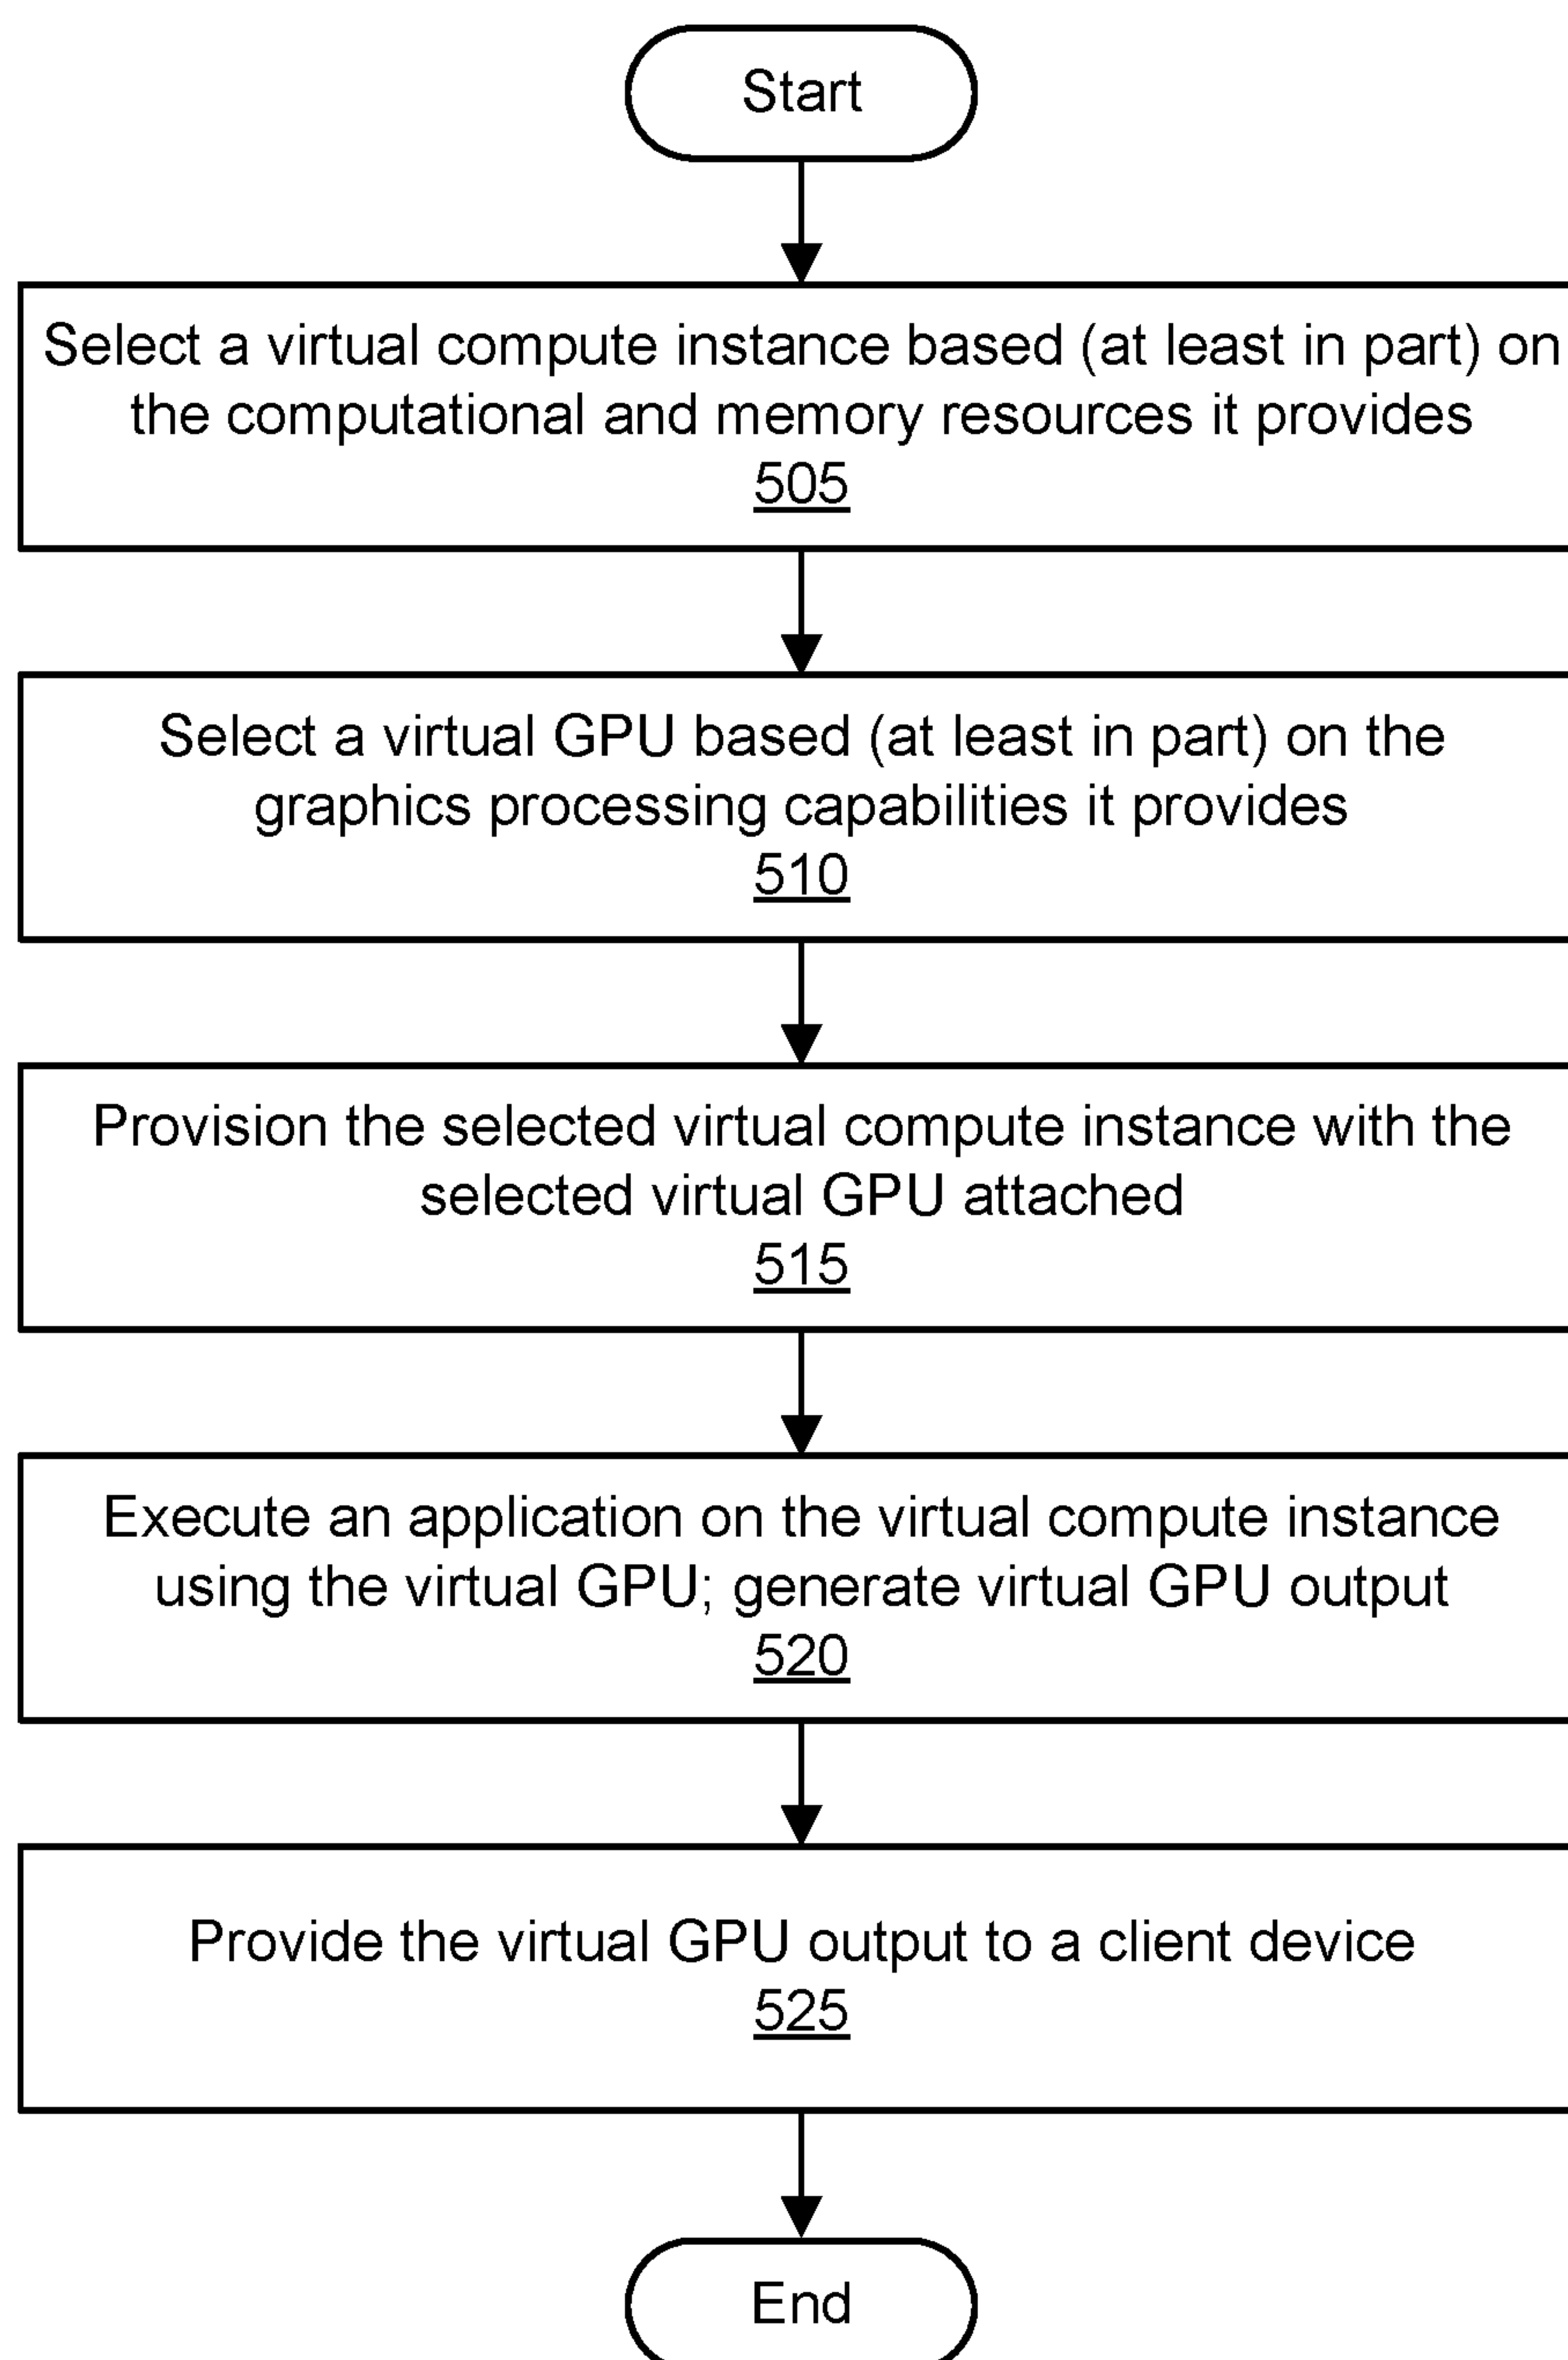 Start
Select a virtual compute instance based (at least in part) on
the computational and memory resources it provides
505
Select a virtual GPU based (at least in part) on the
graphics processing capabilities it provides
510
Provision the selected virtual compute instance with the
selected virtual GPU attached
515
Execute an application on the virtual compute instance
using the virtual GPU; generate virtual GPU output
520
Provide the virtual GPU output to a client device
525
End